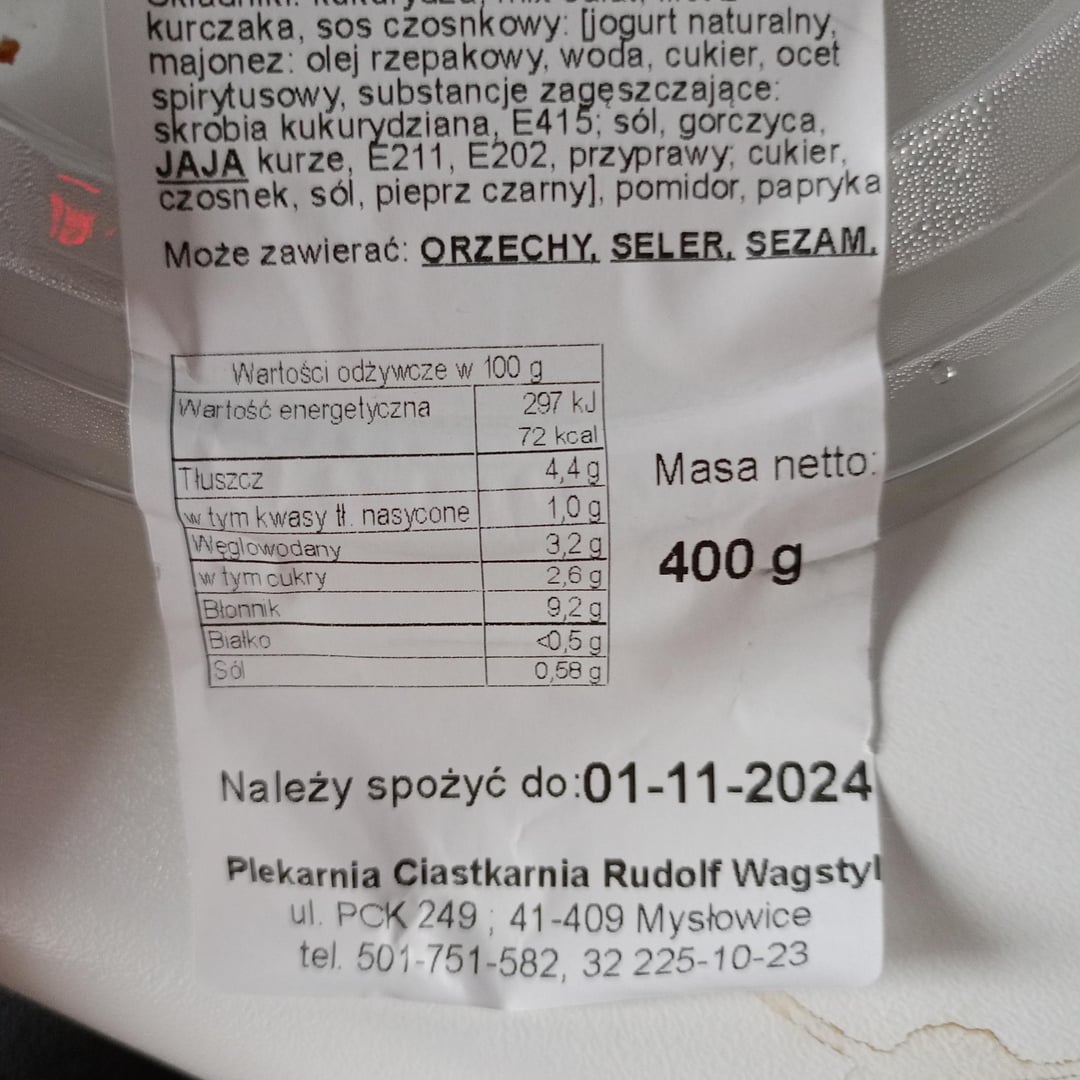 kurczaka, sos czosnkowy: [jogurt naturalny,
majonez: olej rzepakowy, woda, cukier, ocet
spirytusowy, substancje zagęszczające:
skrobia kukurydziana, E415; sól, gorczyca,
JAJA kurze, E211, E202, przyprawy; cukier,
czosnek, sól, pieprz czarny], pomidor, papryka
Może zawierać: ORZECHY, SELER, SEZAM,
Wartości odżywcze w 100 g
Wartość energetyczna 297 kJ
72 kcal
Tłuszcz 4,4 g
w tym kwasy tł. nasycone 1,0 g
Węglowodany 3,2 g
w tym cukry 2,6 g
Błonnik 9,2 g
Białko <0,5 g
Sól 0,58 g
Masa netto:
400 g
Należy spożyć do:01-11-2024
Piekarnia Ciastkarnia Rudolf Wagstyl
ul. PCK 249 ; 41-409 Mysłowice
tel. 501-751-582, 32 225-10-23